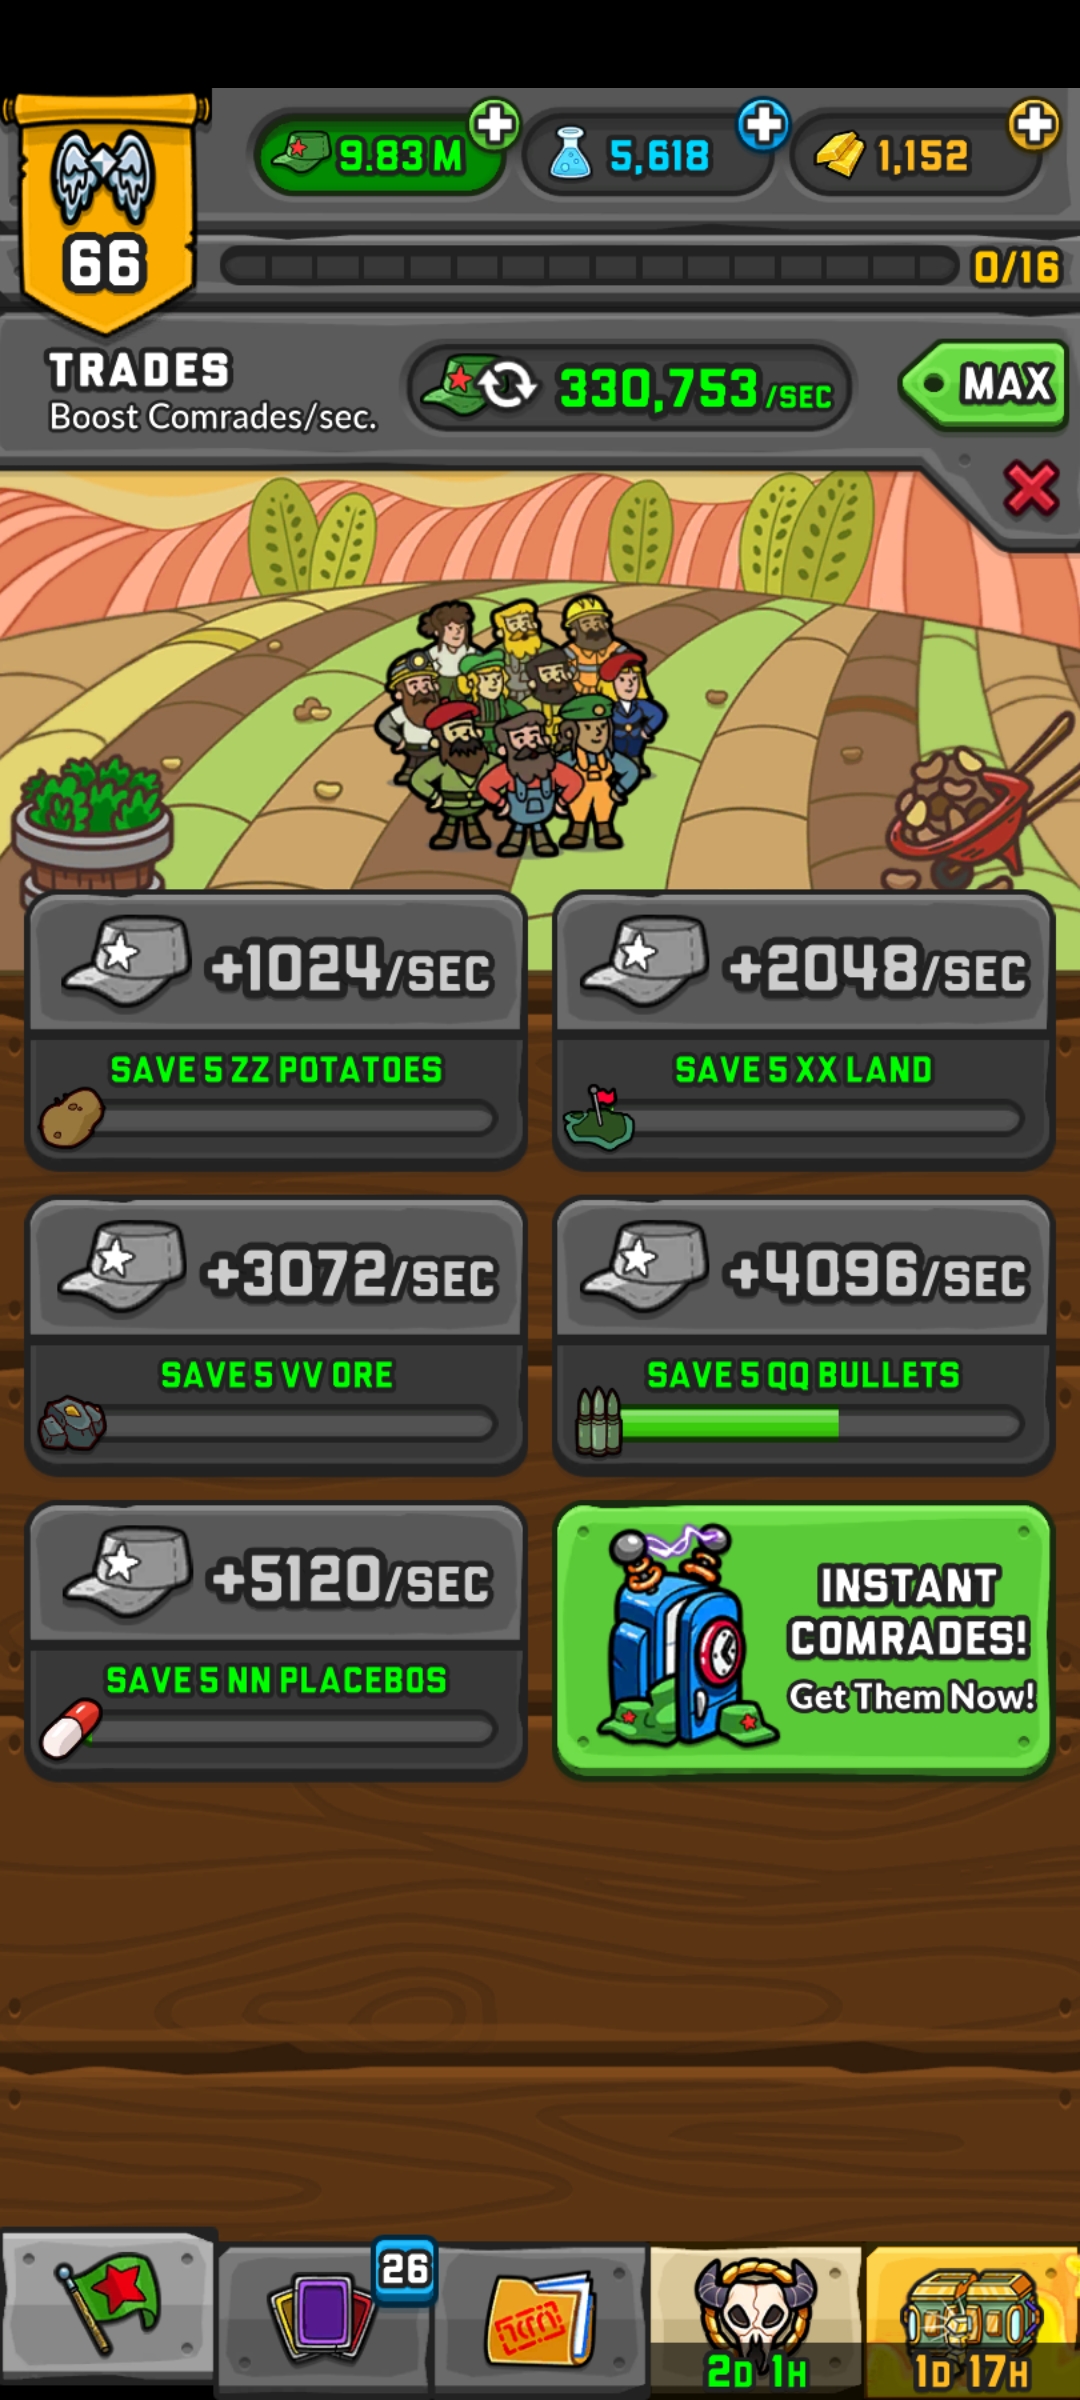 66
9.83 M
5,618
1,152
0/16
TRADES
Boost Comrades/sec.
330,753/SEC
MAX
+1024/SEC
SAVE 5 ZZ POTATOES
+2048/SEC
SAVE 5 XX LAND
+3072/SEC
SAVE 5 VV ORE
+4096/SEC
SAVE 5 QQ BULLETS
+5120/SEC
SAVE 5 NN PLACEBOS
INSTANT
COMRADES!
Get Them Now!
26
2D 1H
1D 17H